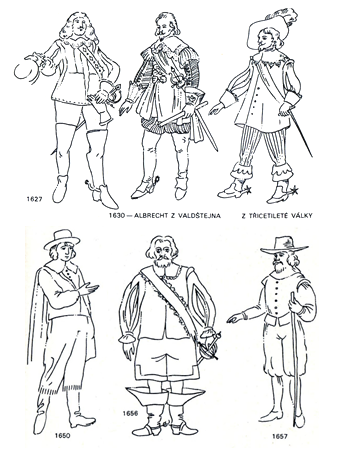 1627
1630 — ALBRECHT Z VALDŠTEJNA
Z TŘICETILETÉ VÁLKY
1650
1656
1657